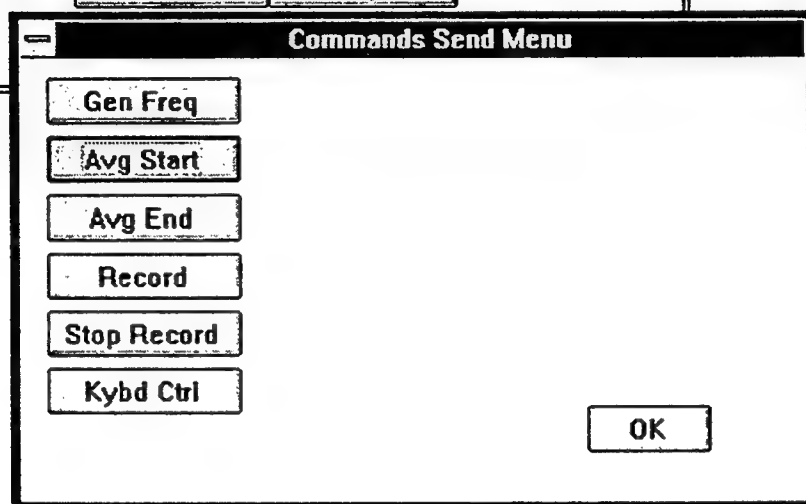 Commands Send Menu
Gen Freq
Avg Start
Avg End
Record
Stop Record
Kybd Ctrl
OK